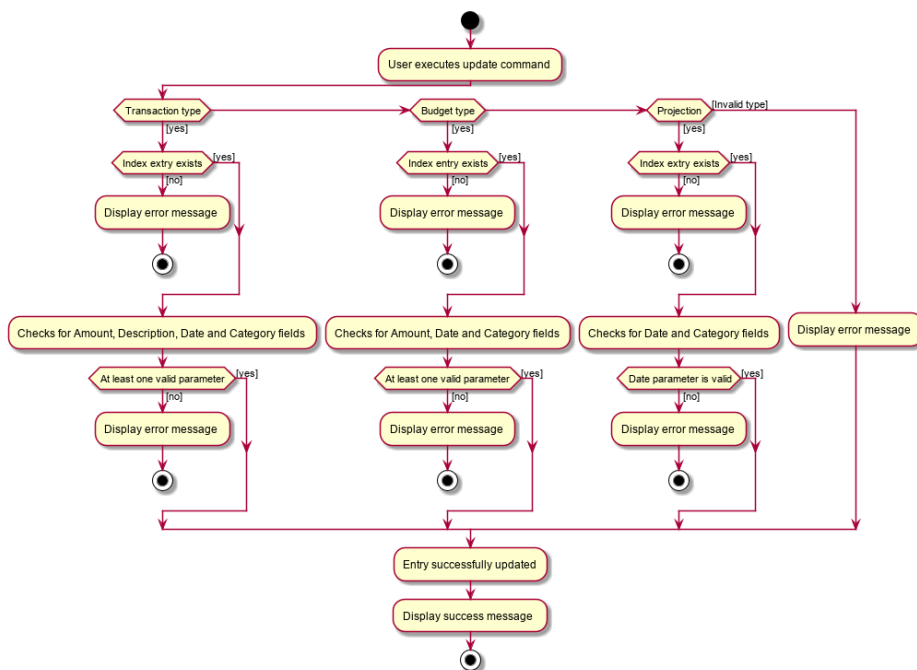 User executes update command
Transaction type
Budget type
Projection
[Invalid type]
[yes]
[yes]
[yes]
Index entry exists
[yes]
Index entry exists
[yes]
Index entry exists
[yes]
[no]
[no]
[no]
Display error message
Display error message
Display error message
Checks for Amount, Description, Date and Category fields
Checks for Amount, Date and Category fields
Checks for Date and Category fields
Display error message
At least one valid parameter
[yes]
At least one valid parameter
[yes]
Date parameter is valid
[yes]
[no]
[no]
[no]
Display error message
Display error message
Display error message
Entry successfully updated
Display success message